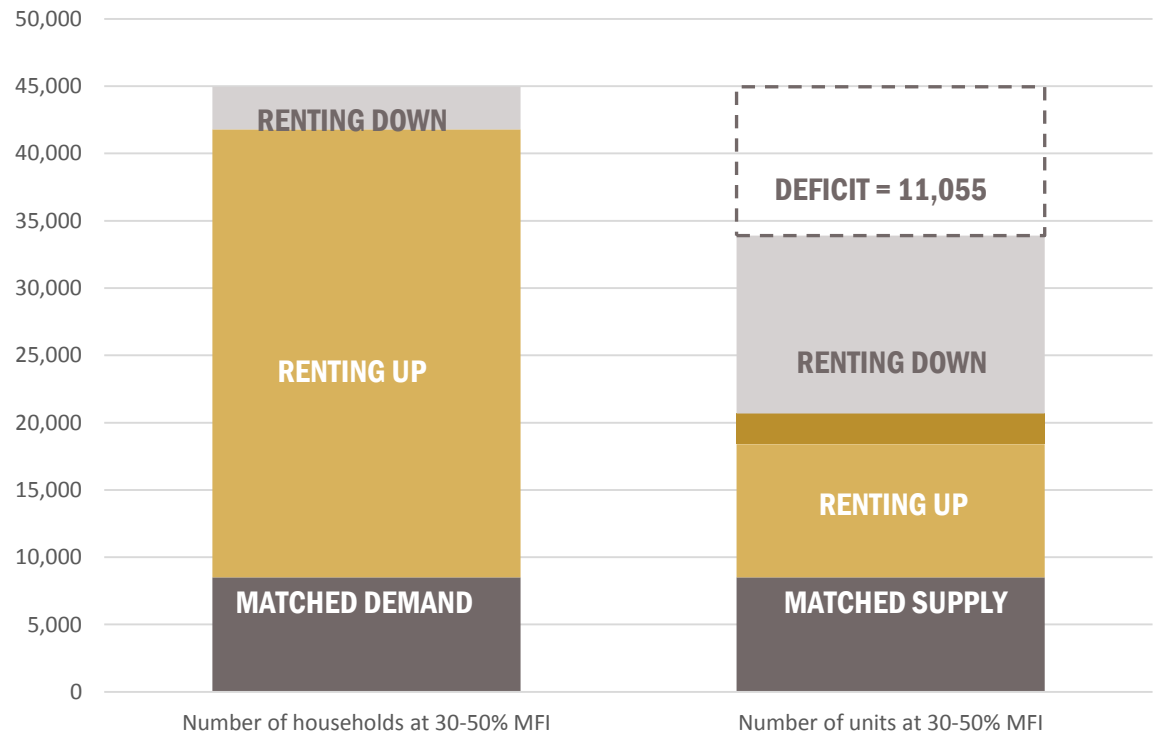 50,000
45,000
40,000
35,000
30,000
25,000
20,000
15,000
10,000
5,000
0
RENTING DOWN
RENTING UP
MATCHED DEMAND
DEFICIT = 11,055
RENTING DOWN
RENTING UP
MATCHED SUPPLY
Number of households at 30-50% MFI
Number of units at 30-50% MFI